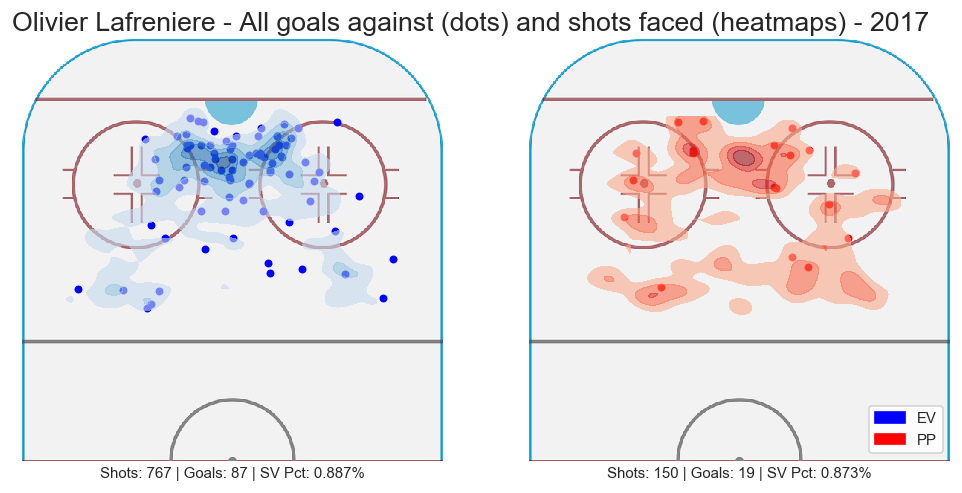 Olivier Lafreniere - All goals against (dots) and shots faced (heatmaps) - 2017
EV
PP
Shots: 767 | Goals: 87 | SV Pct: 0.887%
Shots: 150 | Goals: 19 | SV Pct: 0.873%